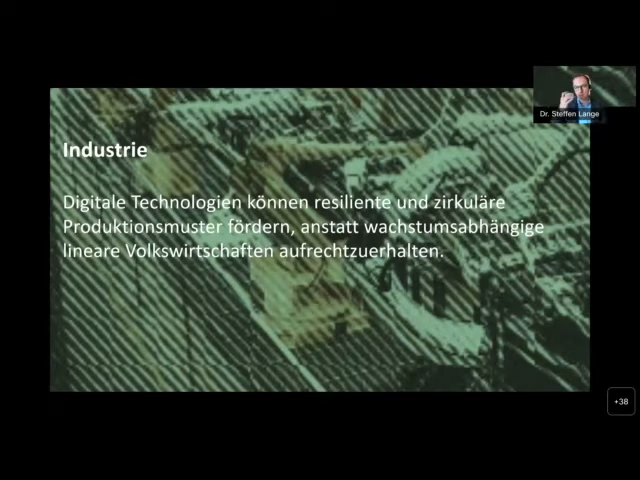 Dr. Steffen Lange
Industrie
Digitale Technologien können resiliente und zirkuläre
Produktionsmuster fördern, anstatt wachstumsabhängige
lineare Volkswirtschaften aufrechtzuerhalten.
+38